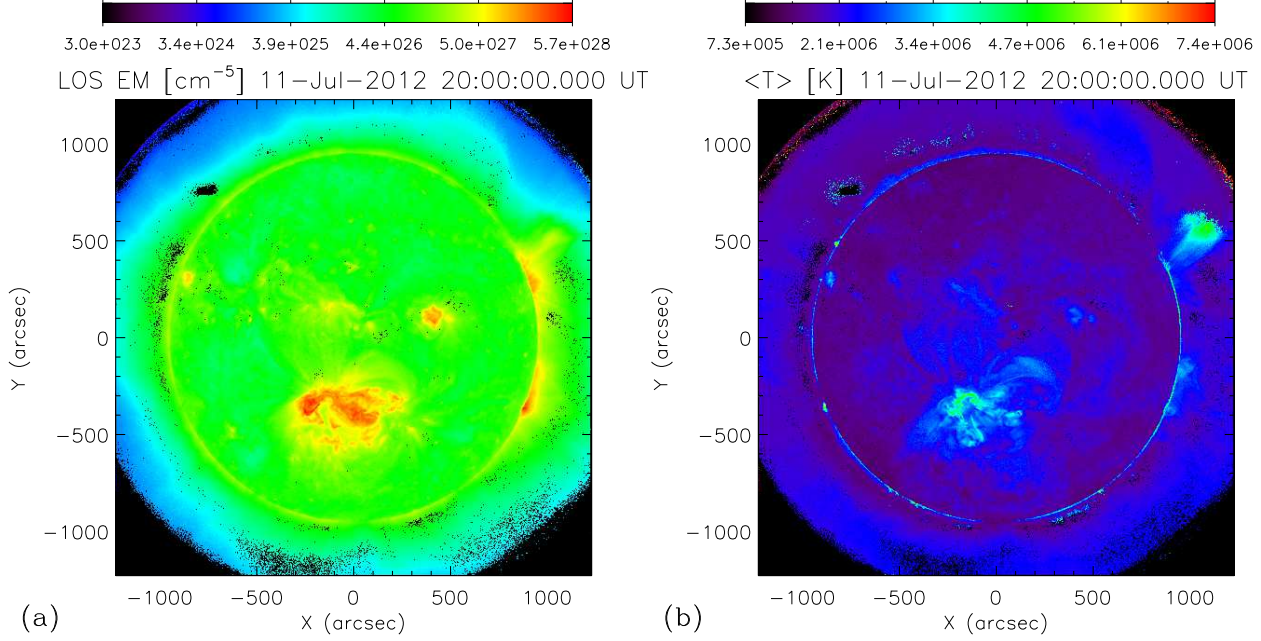 3.0e+023 3.4e+024 3.9e+025 4.4e+026 5.0e+027 5.7e+028
LOS EM [cm⁻⁵] 11-Jul-2012 20:00:00.000 UT
1000
500
0
-500
-1000
Y (arcsec)
-1000 -500 0 500 1000
X (arcsec)
(a)
7.3e+005 2.1e+006 3.4e+006 4.7e+006 6.1e+006 7.4e+006
<T> [K] 11-Jul-2012 20:00:00.000 UT
1000
500
0
-500
-1000
Y (arcsec)
-1000 -500 0 500 1000
X (arcsec)
(b)